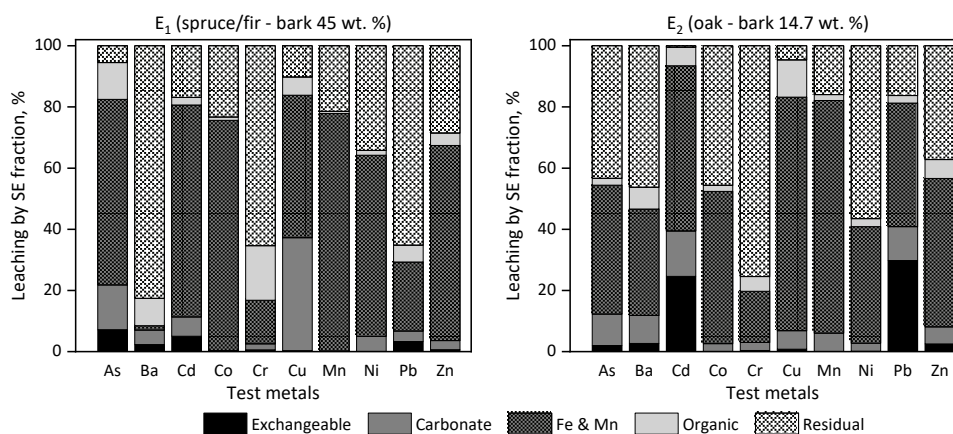 E₁ (spruce/fir - bark 45 wt. %)
E₂ (oak - bark 14.7 wt. %)
Leaching by SE fraction, %
100
80
60
40
20
0
As Ba Cd Co Cr Cu Mn Ni Pb Zn
Test metals
Leaching by SE fraction, %
100
80
60
40
20
0
As Ba Cd Co Cr Cu Mn Ni Pb Zn
Test metals
Exchangeable Carbonate Fe & Mn Organic Residual